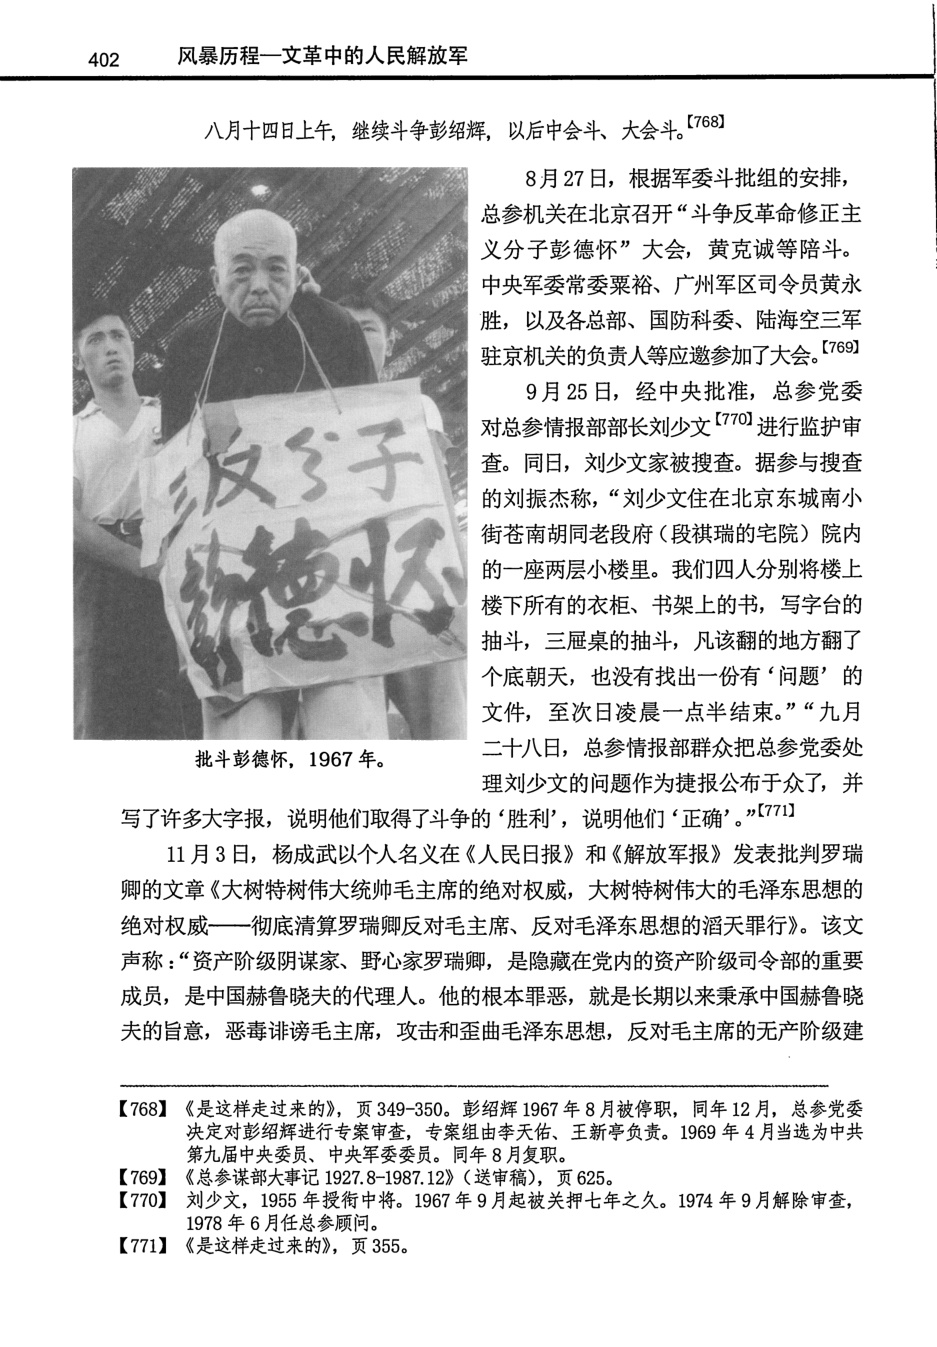 402 风暴历程—文革中的人民解放军
八月十四日上午，继续斗争彭绍辉，以后中会斗、大会斗。【768】
反分子
彭德怀
批斗彭德怀，1967年。
8月27日，根据军委斗批组的安排，
总参机关在北京召开“斗争反革命修正主
义分子彭德怀”大会，黄克诚等陪斗。
中央军委常委粟裕、广州军区司令员黄永
胜，以及各总部、国防科委、陆海空三军
驻京机关的负责人等应邀参加了大会。【769】
9月25日，经中央批准，总参党委
对总参情报部部长刘少文【770】进行监护审
查。同日，刘少文家被搜查。据参与搜查
的刘振杰称，“刘少文住在北京东城南小
街苍南胡同老段府（段祺瑞的宅院）院内
的一座两层小楼里。我们四人分别将楼上
楼下所有的衣柜、书架上的书，写字台的
抽斗，三屉桌的抽斗，凡该翻的地方翻了
个底朝天，也没有找出一份有‘问题’的
文件，至次日凌晨一点半结束。”“九月
二十八日，总参情报部群众把总参党委处
理刘少文的问题作为捷报公布于众了，并
写了许多大字报，说明他们取得了斗争的‘胜利’，说明他们‘正确’。”【771】
11月3日，杨成武以个人名义在《人民日报》和《解放军报》发表批判罗瑞
卿的文章《大树特树伟大统帅毛主席的绝对权威，大树特树伟大的毛泽东思想的
绝对权威——彻底清算罗瑞卿反对毛主席、反对毛泽东思想的滔天罪行》。该文
声称：“资产阶级阴谋家、野心家罗瑞卿，是隐藏在党内的资产阶级司令部的重要
成员，是中国赫鲁晓夫的代理人。他的根本罪恶，就是长期以来秉承中国赫鲁晓
夫的旨意，恶毒诽谤毛主席，攻击和歪曲毛泽东思想，反对毛主席的无产阶级建
【768】《是这样走过来的》，页349-350。彭绍辉1967年8月被停职，同年12月，总参党委
决定对彭绍辉进行专案审查，专案组由李天佑、王新亭负责。1969年4月当选为中共
第九届中央委员、中央军委委员。同年8月复职。
【769】《总参谋部大事记1927.8-1987.12》（送审稿），页625。
【770】刘少文，1955年授衔中将。1967年9月起被关押七年之久。1974年9月解除审查，
1978年6月任总参顾问。
【771】《是这样走过来的》，页355。